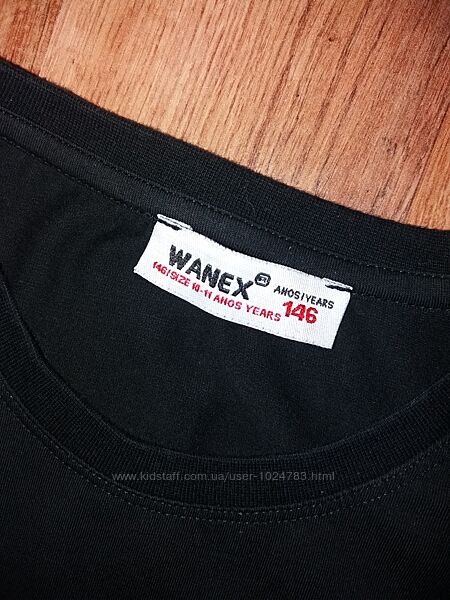 WANEX ®
ANOS/YEARS
146/SIZE 10-11 ANOS YEARS 146
www.kidstaff.com.ua/user-1024783.html